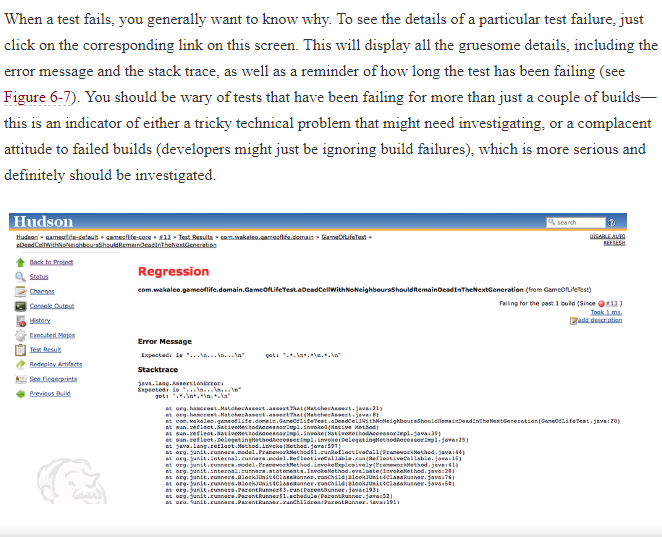 When a test fails, you generally want to know why. To see the details of a particular test failure, just
click on the corresponding link on this screen. This will display all the gruesome details, including the
error message and the stack trace, as well as a reminder of how long the test has been failing (see
Figure 6-7). You should be wary of tests that have been failing for more than just a couple of builds—
this is an indicator of either a tricky technical problem that might need investigating, or a complacent
attitude to failed builds (developers might just be ignoring build failures), which is more serious and
definitely should be investigated.
Hudson
search
Hudson » gameoflife-default » gameoflife-core » #13 » Test Results » com.wakaleo.gameoflife.domain » GameOfLifeTest »
aDeadCellWithNoNeighboursShouldRemainDeadInTheNextGeneration
DISABLE AUTO
REFRESH
Back to Project
Status
Changes
Console Output
History
Executed Mojos
Test Result
Redeploy Artifacts
See Fingerprints
Previous Build
Regression
com.wakaleo.gameoflife.domain.GameOfLifeTest.aDeadCellWithNoNeighboursShouldRemainDeadInTheNextGeneration (from GameOfLifeTest)
Failing for the past 1 build (Since #13 )
Took 1 ms.
add description
Error Message
Expected: is "...\n...\n...\n" got: ".*.\n*.*\n.*.\n"
Stacktrace
java.lang.AssertionError:
Expected: is "...\n...\n...\n"
got: ".*.\n*.*\n.*.\n"
at org.hamcrest.MatcherAssert.assertThat(MatcherAssert.java:21)
at org.hamcrest.MatcherAssert.assertThat(MatcherAssert.java:8)
at com.wakaleo.gameoflife.domain.GameOfLifeTest.aDeadCellWithNoNeighboursShouldRemainDeadInTheNextGeneration(GameOfLifeTest.java:20)
at sun.reflect.NativeMethodAccessorImpl.invoke0(Native Method)
at sun.reflect.NativeMethodAccessorImpl.invoke(NativeMethodAccessorImpl.java:39)
at sun.reflect.DelegatingMethodAccessorImpl.invoke(DelegatingMethodAccessorImpl.java:25)
at java.lang.reflect.Method.invoke(Method.java:597)
at org.junit.runners.model.FrameworkMethod$1.runReflectiveCall(FrameworkMethod.java:44)
at org.junit.internal.runners.model.ReflectiveCallable.run(ReflectiveCallable.java:15)
at org.junit.runners.model.FrameworkMethod.invokeExplosively(FrameworkMethod.java:41)
at org.junit.internal.runners.statements.InvokeMethod.evaluate(InvokeMethod.java:20)
at org.junit.runners.BlockJUnit4ClassRunner.runChild(BlockJUnit4ClassRunner.java:76)
at org.junit.runners.BlockJUnit4ClassRunner.runChild(BlockJUnit4ClassRunner.java:50)
at org.junit.runners.ParentRunner$3.run(ParentRunner.java:193)
at org.junit.runners.ParentRunner$1.schedule(ParentRunner.java:52)
at org.junit.runners.ParentRunner.runChildren(ParentRunner.java:191)